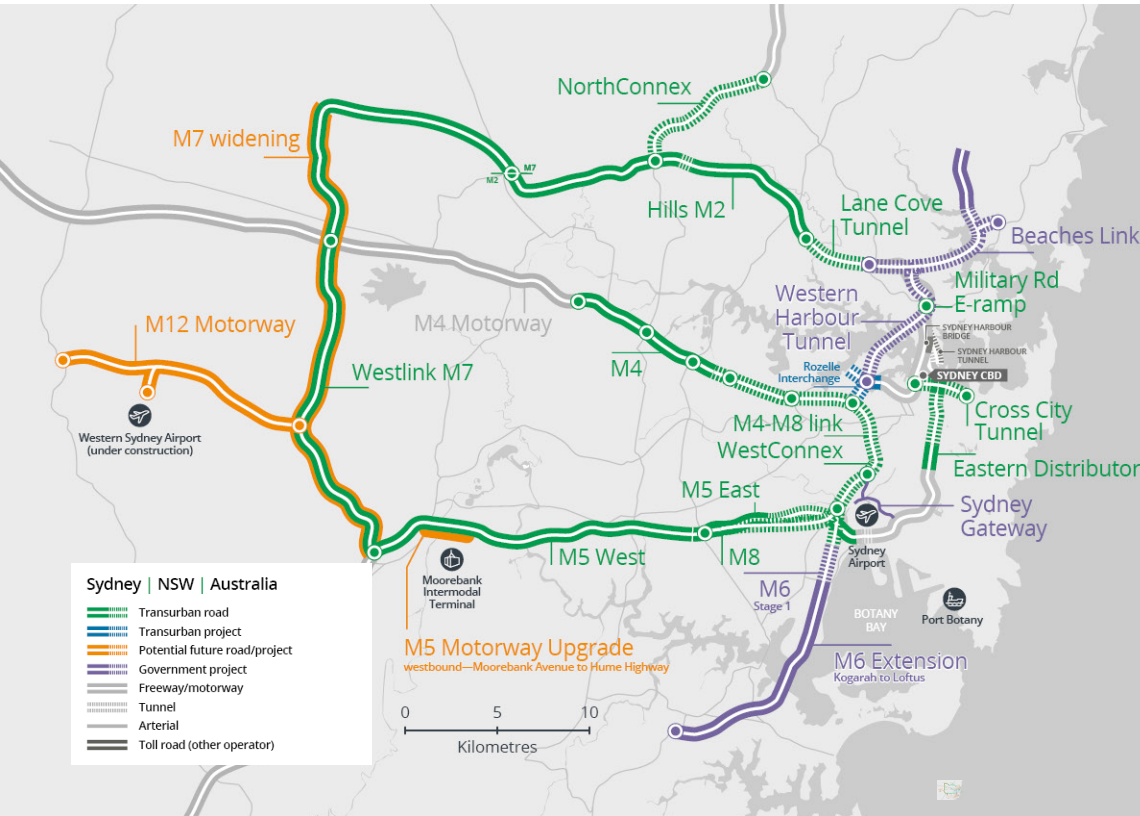 NorthConnex
M7 widening
M7
M2
Hills M2
Lane Cove
Tunnel
Beaches Link
Military Rd
E-ramp
Western
Harbour
Tunnel
M12 Motorway
M4 Motorway
SYDNEY HARBOUR
BRIDGE
SYDNEY HARBOUR
TUNNEL
Rozelle
Interchange
SYDNEY CBD
Westlink M7
M4
Cross City
Tunnel
M4-M8 link
WestConnex
Western Sydney Airport
(under construction)
Eastern Distributor
M5 East
Sydney
Gateway
M5 West
M8
Sydney
Airport
Moorebank
Intermodal
Terminal
M6
Stage 1
BOTANY
BAY
Port Botany
M5 Motorway Upgrade
westbound—Moorebank Avenue to Hume Highway
M6 Extension
Kogarah to Loftus
0 5 10
Kilometres
Sydney | NSW | Australia
Transurban road
Transurban project
Potential future road/project
Government project
Freeway/motorway
Tunnel
Arterial
Toll road (other operator)